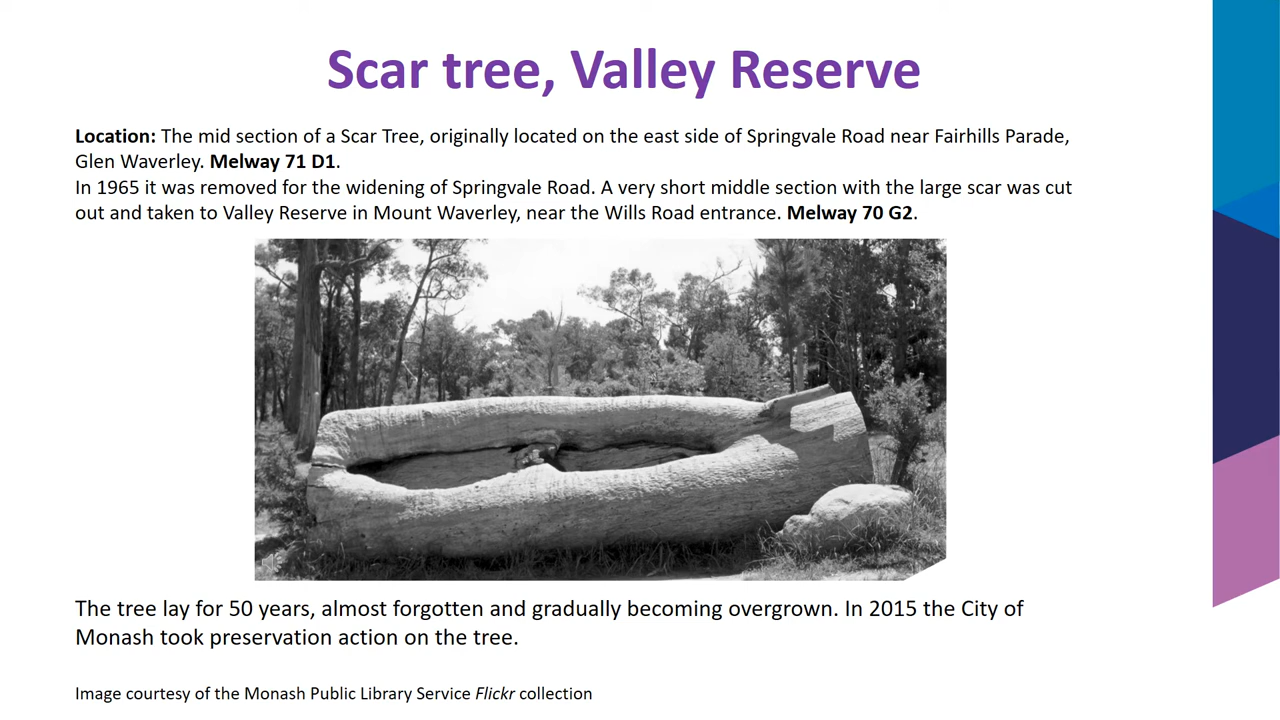 Scar tree, Valley Reserve
Location: The mid section of a Scar Tree, originally located on the east side of Springvale Road near Fairhills Parade,
Glen Waverley. Melway 71 D1.
In 1965 it was removed for the widening of Springvale Road. A very short middle section with the large scar was cut
out and taken to Valley Reserve in Mount Waverley, near the Wills Road entrance. Melway 70 G2.
The tree lay for 50 years, almost forgotten and gradually becoming overgrown. In 2015 the City of
Monash took preservation action on the tree.
Image courtesy of the Monash Public Library Service Flickr collection